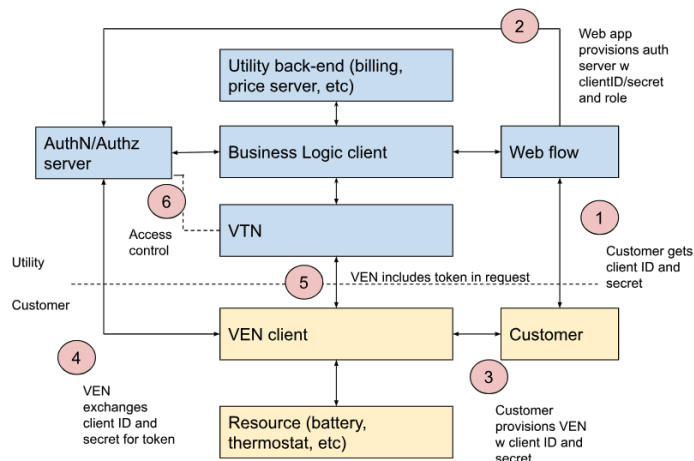 2
Web app
provisions auth
server w
clientID/secret
and role
Utility back-end (billing,
price server, etc)
AuthN/Authz
server
Business Logic client
Web flow
6
Access
control
VTN
1
Customer gets
client ID and
secret
Utility
5
VEN includes token in request
Customer
VEN client
Customer
4
VEN
exchanges
client ID and
secret for token
3
Customer
provisions VEN
w client ID and
secret
Resource (battery,
thermostat, etc)